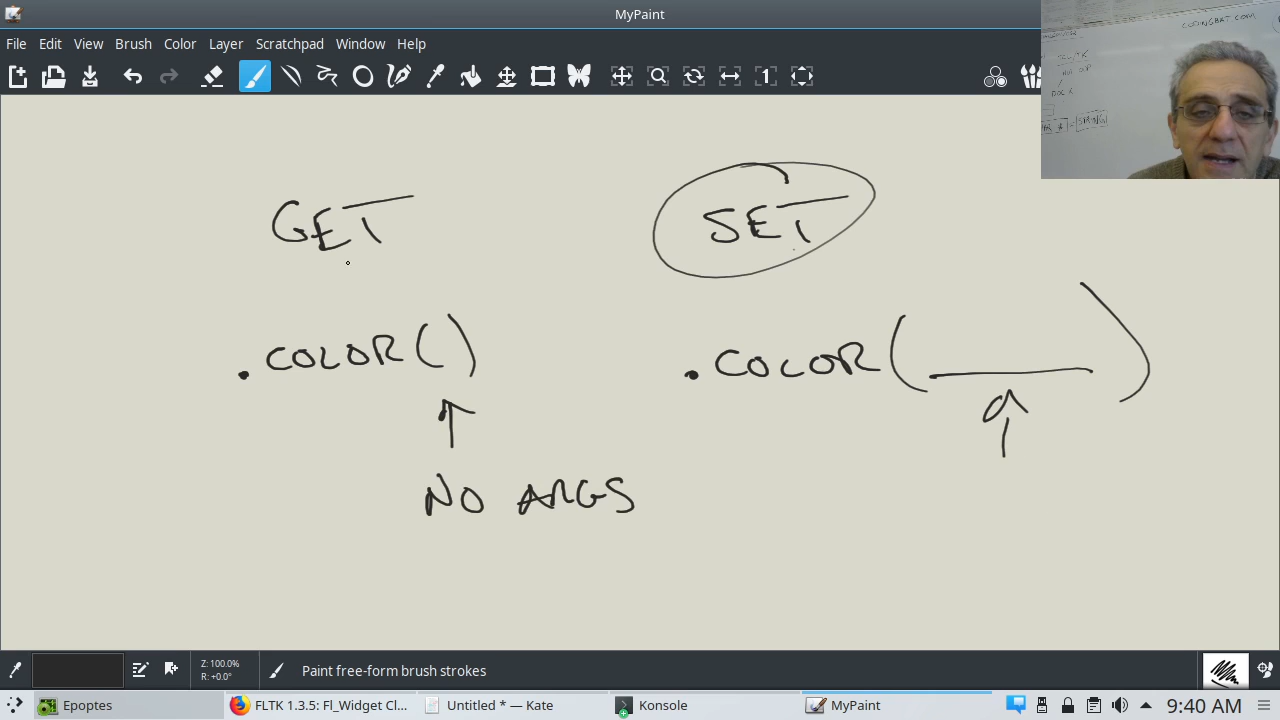 MyPaint
File Edit View Brush Color Layer Scratchpad Window Help
CODINGBAT.COM
GET SET
.COLOR() .COLOR( )
NO ARGS
Z: 100.0%
R: +0.0°
Paint free-form brush strokes
Epoptes
FLTK 1.3.5: Fl_Widget Cl...
Untitled * — Kate
Konsole
MyPaint
9:40 AM